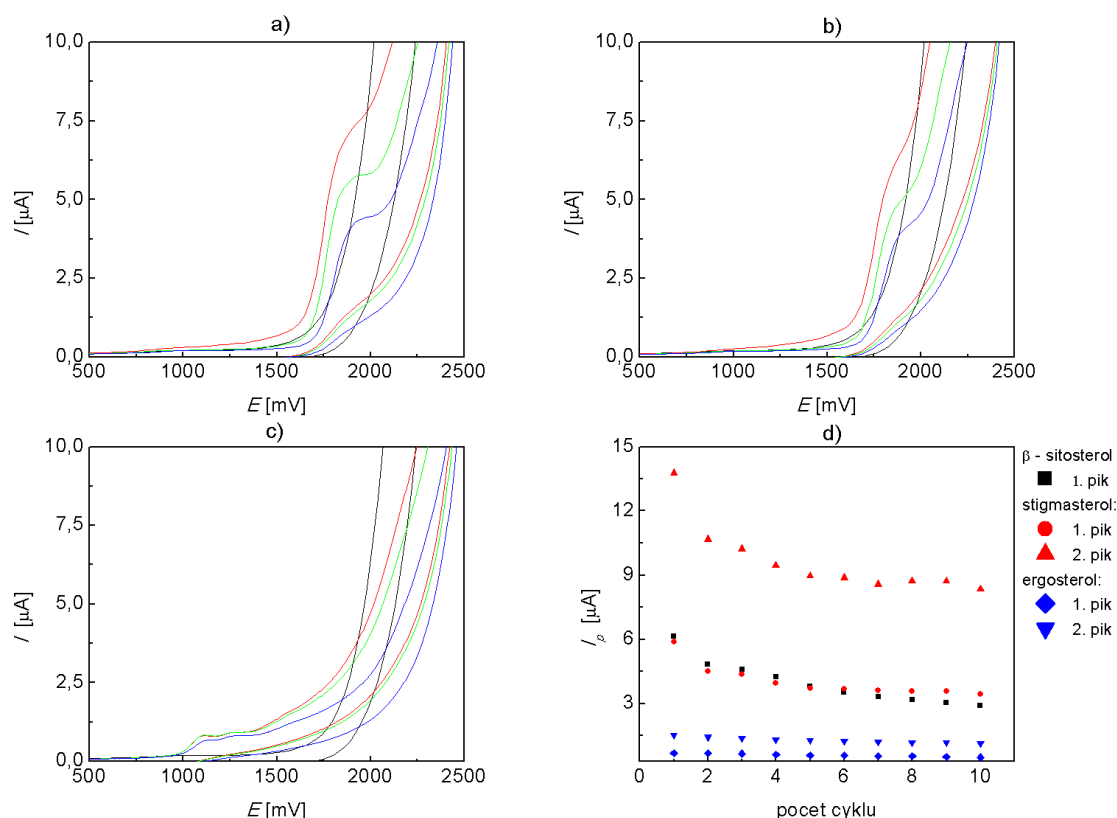 a)
10,0
7,5
5,0
2,5
0,0
I [µA]
500
1000
1500
2000
2500
E [mV]
b)
10,0
7,5
5,0
2,5
0,0
I [µA]
500
1000
1500
2000
2500
E [mV]
c)
10,0
7,5
5,0
2,5
0,0
I [µA]
500
1000
1500
2000
2500
E [mV]
d)
15
12
9
6
3
Ip [µA]
0
2
4
6
8
10
pocet cyklu
β - sitosterol
1. pik
stigmasterol:
1. pik
2. pik
ergosterol:
1. pik
2. pik